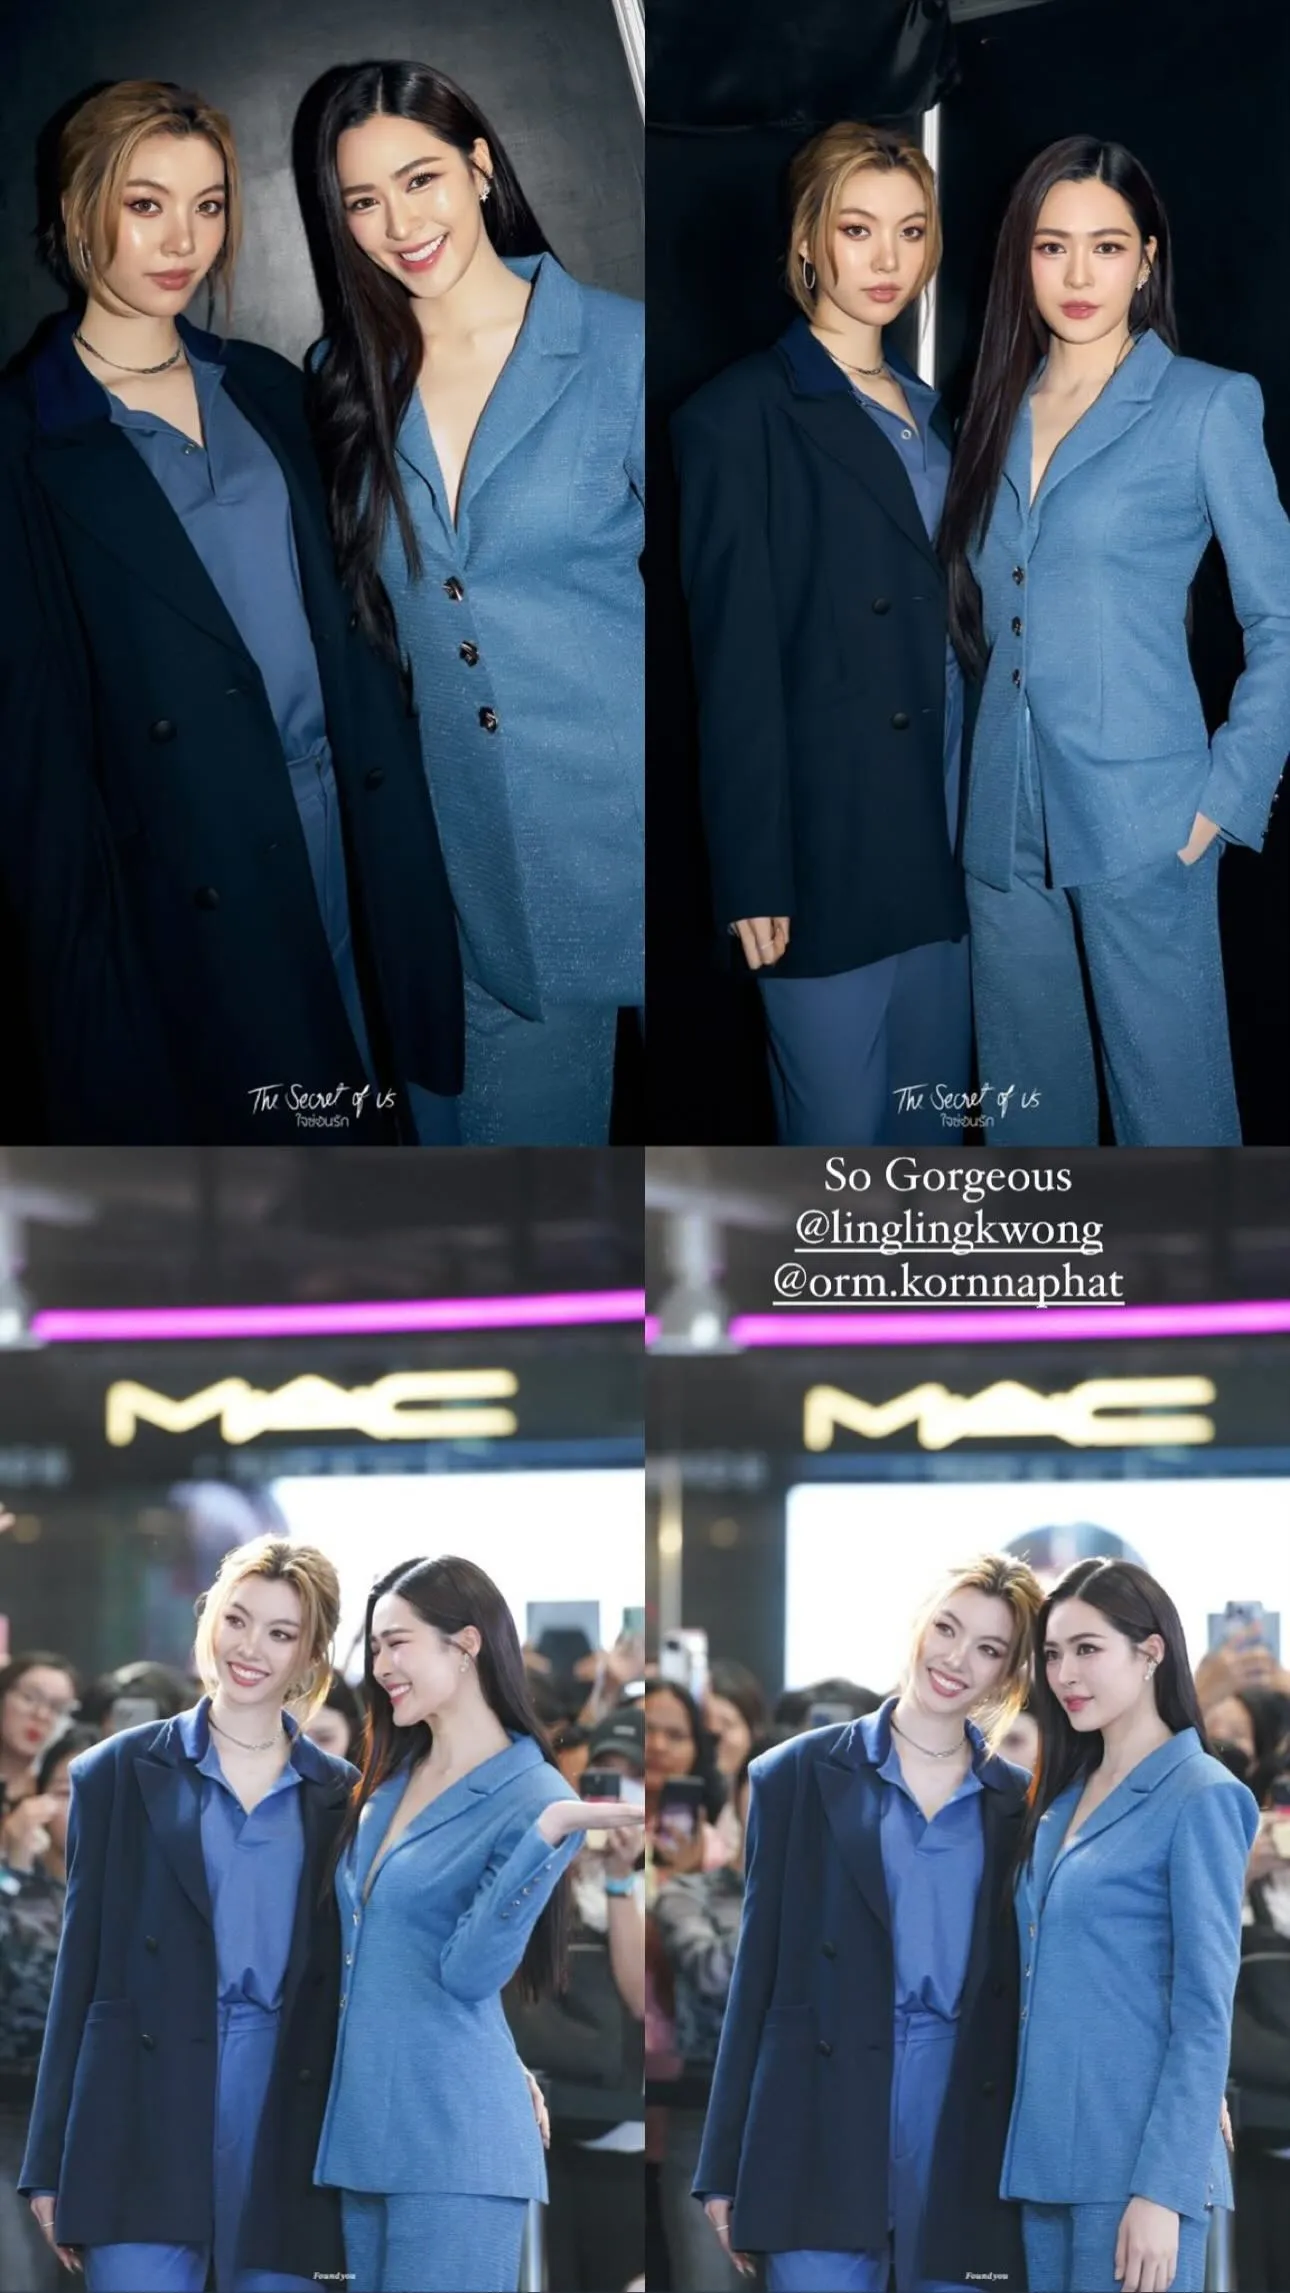 The Secret of us
ใจซ่อนรัก
The Secret of us
ใจซ่อนรัก
MAC
So Gorgeous
@linglingkwong
@orm.kornnaphat
MAC
Found you
Found you